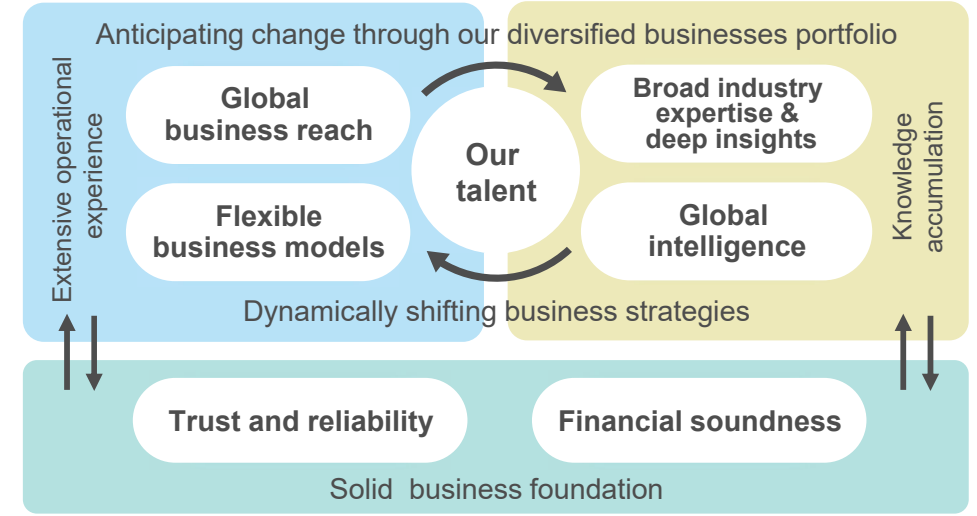 Anticipating change through our diversified businesses portfolio
Extensive operational
experience
Global
business reach
Flexible
business models
Our
talent
Broad industry
expertise &
deep insights
Global
intelligence
Knowledge
accumulation
Dynamically shifting business strategies
Trust and reliability
Financial soundness
Solid business foundation